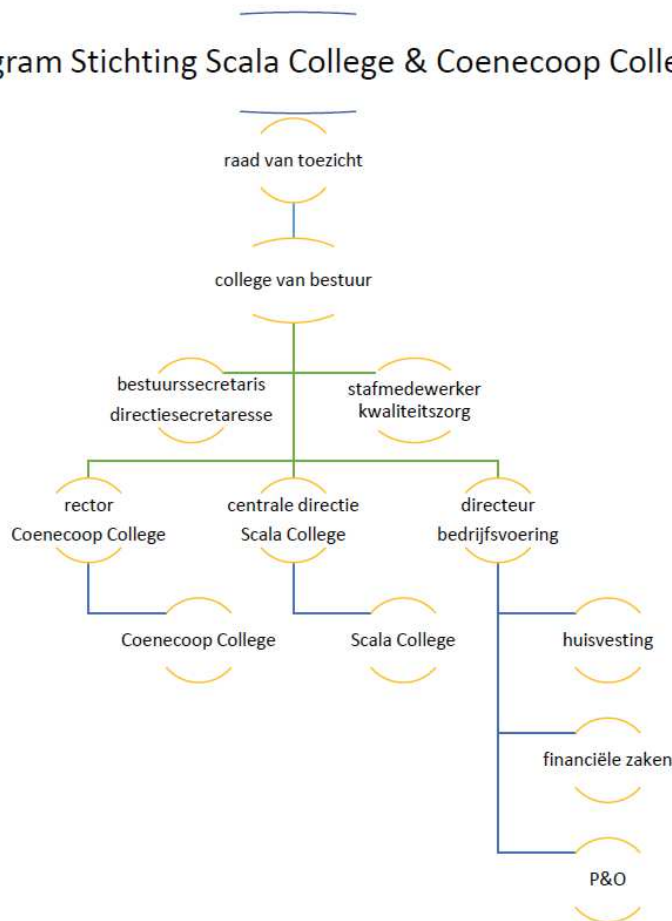 gram Stichting Scala College & Coenecoop Colle
raad van toezicht
college van bestuur
bestuurssecretaris
directiesecretaresse
stafmedewerker
kwaliteitszorg
rector
Coenecoop College
centrale directie
Scala College
directeur
bedrijfsvoering
Coenecoop College
Scala College
huisvesting
financiële zaken
P&O